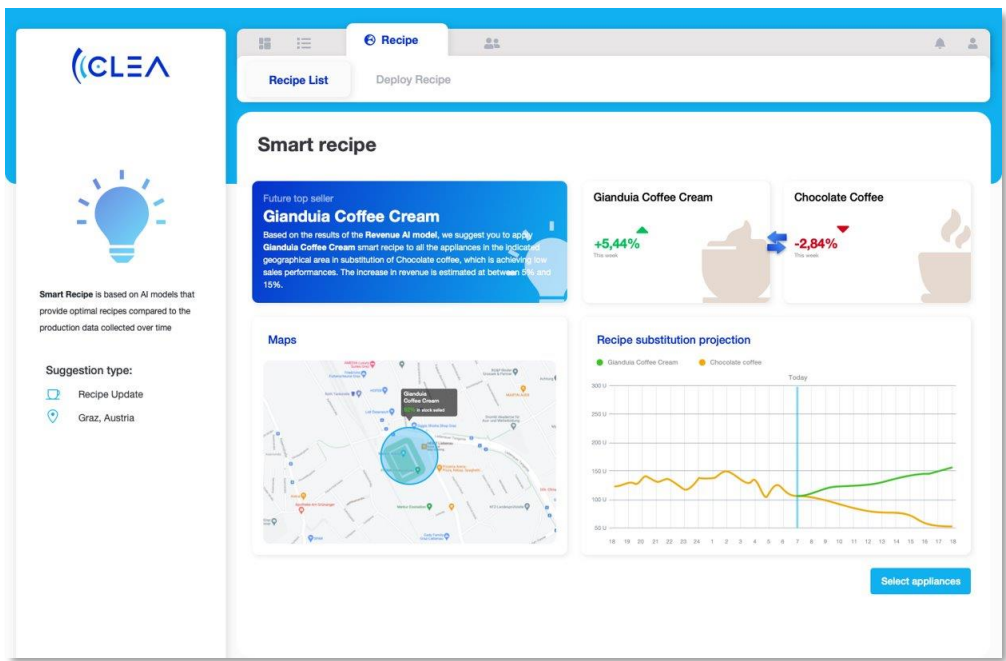 CLEA
Recipe
Recipe List
Deploy Recipe
Smart recipe
Smart Recipe is based on AI models that
provide optimal recipes compared to the
production data collected over time
Suggestion type:
Recipe Update
Graz, Austria
Future top seller
Gianduia Coffee Cream
Based on the results of the Revenue AI model, we suggest you to apply
Gianduia Coffee Cream smart recipe to all the appliances in the indicated
geographical area in substitution of Chocolate coffee, which is achieving low
sales performances. The increase in revenue is estimated at between 5% and
15%.
Gianduia Coffee Cream
+5,44%
This week
Chocolate Coffee
-2,84%
This week
Maps
Gianduia
Coffee Cream
in stock
Recipe substitution projection
Gianduia Coffee Cream
Chocolate coffee
Today
300 U
250 U
200 U
150 U
100 U
50 U
18 19 20 21 22 23 24 1 2 3 4 5 6 7 8 9 10 11 12 13 14 15 16 17 18
Select appliances